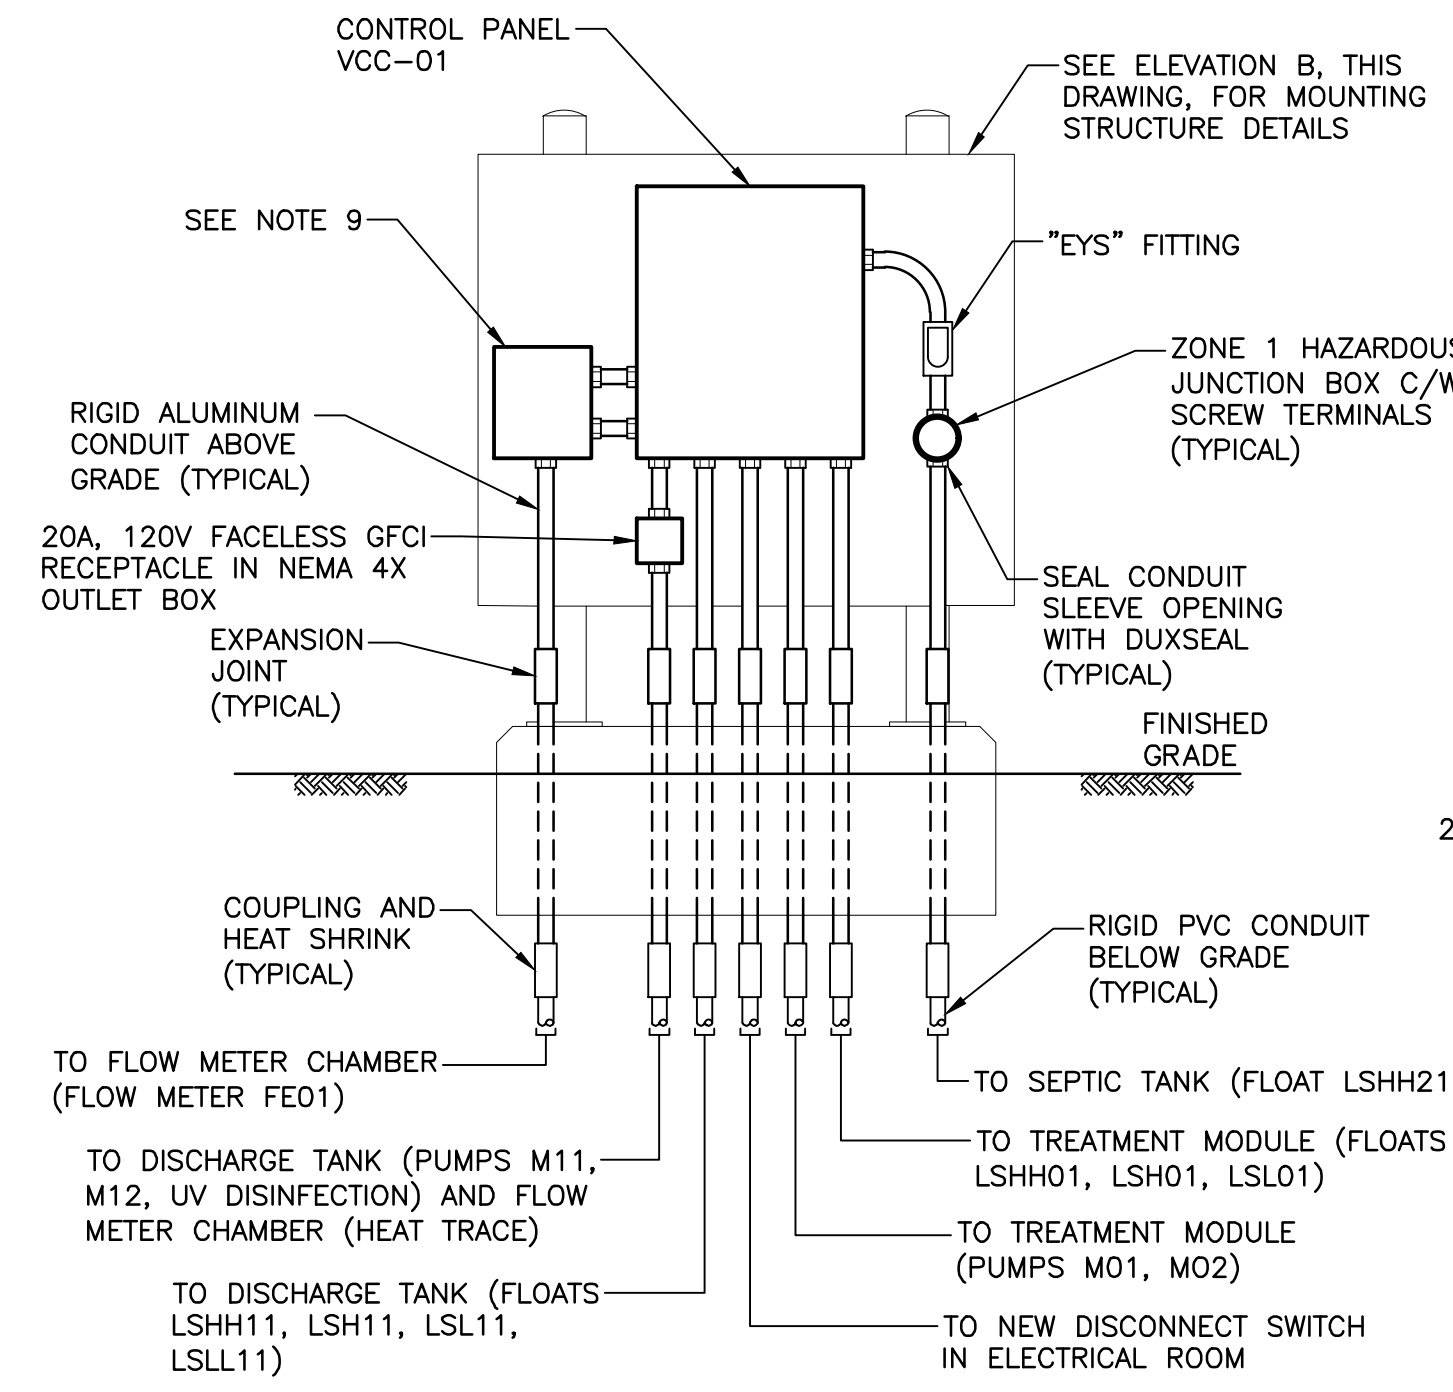 CONTROL PANEL
VCC-01
SEE ELEVATION B, THIS
DRAWING, FOR MOUNTING
STRUCTURE DETAILS
SEE NOTE 9
"EYS" FITTING
ZONE 1 HAZARDOUS
JUNCTION BOX C/W
SCREW TERMINALS
(TYPICAL)
RIGID ALUMINUM
CONDUIT ABOVE
GRADE (TYPICAL)
20A, 120V FACELESS GFCI
RECEPTACLE IN NEMA 4X
OUTLET BOX
SEAL CONDUIT
SLEEVE OPENING
WITH DUXSEAL
(TYPICAL)
EXPANSION
JOINT
(TYPICAL)
FINISHED
GRADE
2
COUPLING AND
HEAT SHRINK
(TYPICAL)
RIGID PVC CONDUIT
BELOW GRADE
(TYPICAL)
TO FLOW METER CHAMBER
(FLOW METER FE01)
TO SEPTIC TANK (FLOAT LSHH21
TO DISCHARGE TANK (PUMPS M11,
M12, UV DISINFECTION) AND FLOW
METER CHAMBER (HEAT TRACE)
TO TREATMENT MODULE (FLOATS
LSHH01, LSH01, LSL01)
TO TREATMENT MODULE
(PUMPS M01, M02)
TO DISCHARGE TANK (FLOATS
LSHH11, LSH11, LSL11,
LSLL11)
TO NEW DISCONNECT SWITCH
IN ELECTRICAL ROOM